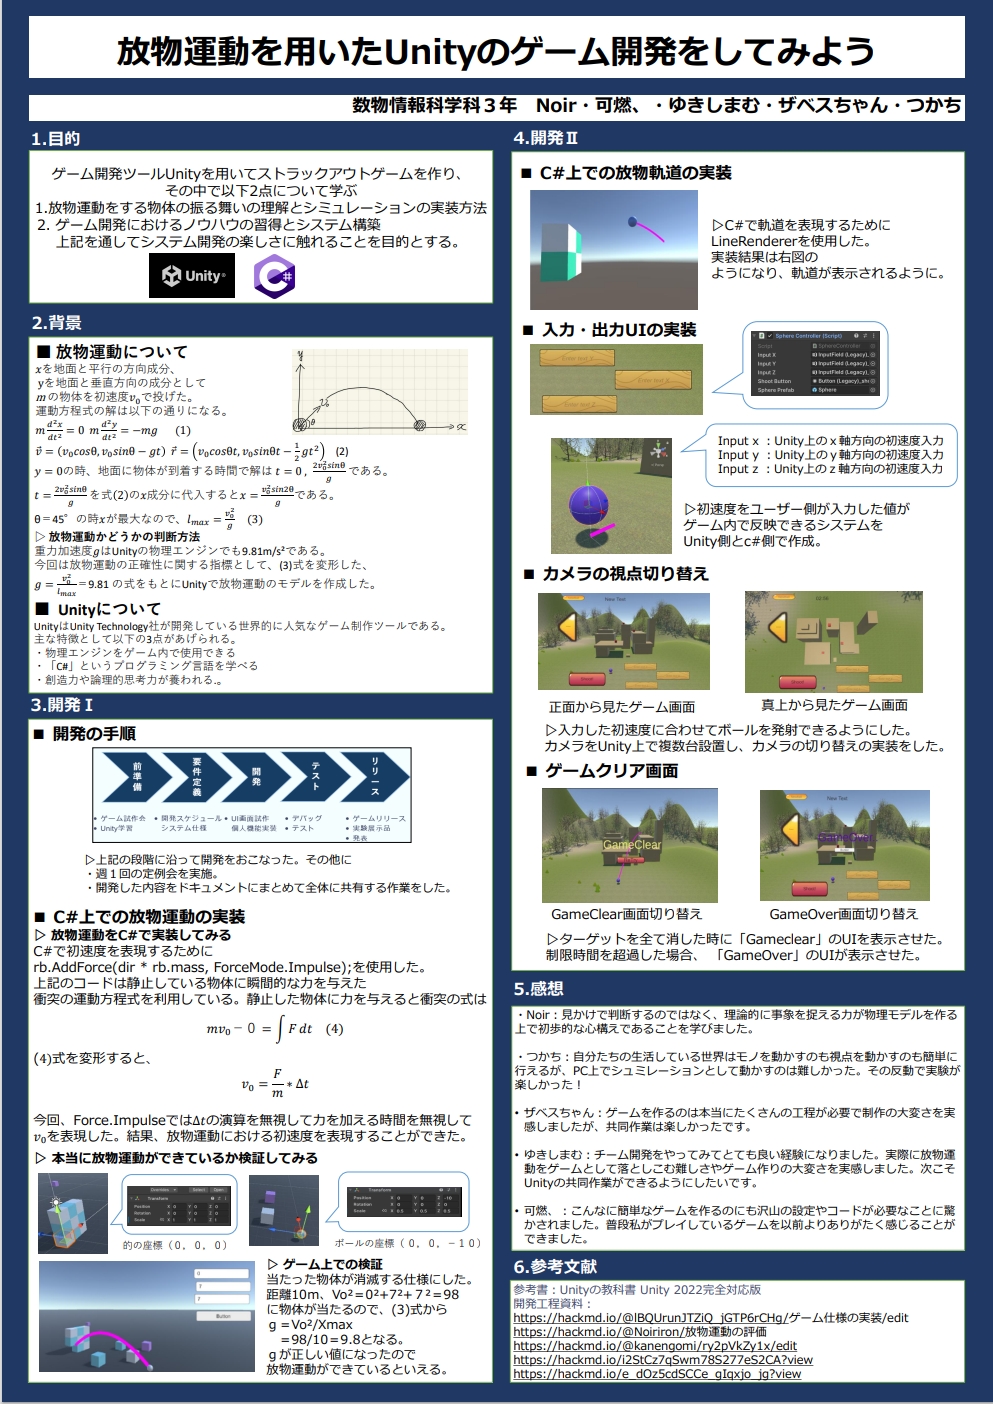 放物運動を用いたUnityのゲーム開発をしてみよう
数物情報科学科３年　Noir・可燃、・ゆきしまむ・ザベスちゃん・つかち
1.目的
ゲーム開発ツールUnityを用いてストラックアウトゲームを作り、
その中で以下2点について学ぶ
1.放物運動をする物体の振る舞いの理解とシミュレーションの実装方法
2. ゲーム開発におけるノウハウの習得とシステム構築
上記を通してシステム開発の楽しさに触れることを目的とする。
Unity
C#
2.背景
■ 放物運動について
xを地面と平行の方向成分、
yを地面と垂直方向の成分として
mの物体を初速度v₀で投げた。
運動方程式の解は以下の通りになる。
m d²x/dt² = 0  m d²y/dt² = −mg　(1)
v⃗ = (v₀cosθ, v₀sinθ − gt)  r⃗ = (v₀cosθt, v₀sinθt − 1/2 gt²)　(2)
y = 0の時、地面に物体が到着する時間で解は t = 0 , 2v₀²sinθ/g である。
t = 2v₀²sinθ/g を式(2)のx成分に代入するとx = v₀²sin2θ/g である。
θ＝45°の時xが最大なので、l_max = v₀²/g　(3)
y
v₀
θ
x
▷ 放物運動かどうかの判断方法
重力加速度gはUnityの物理エンジンでも9.81m/s²である。
今回は放物運動の正確性に関する指標として、(3)式を変形した、
g = v₀²/l_max＝9.81 の式をもとにUnityで放物運動のモデルを作成した。
■ Unityについて
UnityはUnity Technology社が開発している世界的に人気なゲーム制作ツールである。
主な特徴として以下の3点があげられる。
・物理エンジンをゲーム内で使用できる
・「C#」というプログラミング言語を学べる
・創造力や論理的思考力が養われる.。
3.開発Ⅰ
■ 開発の手順
前準備
要件定義
開発
テスト
リリース
• ゲーム試作会
• Unity学習
• 開発スケジュール
システム仕様
• UI画面試作
個人機能実装
• デバッグ
• テスト
• ゲームリリース
• 実験展示品
• 発表
▷上記の段階に沿って開発をおこなった。その他に
・週１回の定例会を実施。
・開発した内容をドキュメントにまとめて全体に共有する作業をした。
■ C#上での放物運動の実装
▷ 放物運動をC#で実装してみる
C#で初速度を表現するために
rb.AddForce(dir * rb.mass, ForceMode.Impulse);を使用した。
上記のコードは静止している物体に瞬間的な力を与えた
衝突の運動方程式を利用している。静止した物体に力を与えると衝突の式は
mv₀ − 0 = ∫ F dt　(4)
(4)式を変形すると、
v₀ = F/m ∗ Δt
今回、Force.ImpulseではΔtの演算を無視して力を加える時間を無視して
v₀を表現した。結果、放物運動における初速度を表現することができた。
▷ 本当に放物運動ができているか検証してみる
Transform
Position X 0 Y 0 Z 0
Rotation X 0 Y 0 Z 0
Scale X 1 Y 1 Z 1
的の座標（０，０，０）
Transform
Position X 0 Y 0 Z -10
Rotation X 0 Y 0 Z 0
Scale X 0.5 Y 0.5 Z 0.5
ボールの座標（０，０，－１０）
0
7
7
Button
▷ ゲーム上での検証
当たった物体が消滅する仕様にした。
距離10m、Vo²＝0²+7²+７²＝98
に物体が当たるので、(3)式から
ｇ＝Vo²/Xmax
＝98/10＝9.8となる。
ｇが正しい値になったので
放物運動ができているといえる。
4.開発Ⅱ
■ C#上での放物軌道の実装
▷C#で軌道を表現するために
LineRendererを使用した。
実装結果は右図の
ようになり、軌道が表示されるように。
■ 入力・出力UIの実装
Sphere Controller (Script)
Script SphereController
Input X InputField (Legacy)_
Input Y InputField (Legacy)_
Input Z InputField (Legacy)_
Shoot Button Button (Legacy)_sh
Sphere Prefab Sphere
Input x ：Unity上のｘ軸方向の初速度入力
Input y ：Unity上のｙ軸方向の初速度入力
Input z ：Unity上のｚ軸方向の初速度入力
▷初速度をユーザー側が入力した値が
ゲーム内で反映できるシステムを
Unity側とc#側で作成。
■ カメラの視点切り替え
New Text
正面から見たゲーム画面
真上から見たゲーム画面
▷入力した初速度に合わせてボールを発射できるようにした。
カメラをUnity上で複数台設置し、カメラの切り替えの実装をした。
■ ゲームクリア画面
GameClear
New Text
GameOver
GameClear画面切り替え
GameOver画面切り替え
▷ターゲットを全て消した時に「Gameclear」のUIを表示させた。
制限時間を超過した場合、「GameOver」のUIが表示させた。
5.感想
・Noir：見かけで判断するのではなく、理論的に事象を捉える力が物理モデルを作る
上で初歩的な心構えであることを学びました。
・つかち：自分たちの生活している世界はモノを動かすのも視点を動かすのも簡単に
行えるが、PC上でシュミレーションとして動かすのは難しかった。その反動で実験が
楽しかった！
• ザベスちゃん：ゲームを作るのは本当にたくさんの工程が必要で制作の大変さを実
感しましたが、共同作業は楽しかったです。
• ゆきしまむ：チーム開発をやってみてとても良い経験になりました。実際に放物運
動をゲームとして落としこむ難しさやゲーム作りの大変さを実感しました。次こそ
Unityの共同作業ができるようにしたいです。
• 可燃、：こんなに簡単なゲームを作るのにも沢山の設定やコードが必要なことに驚
かされました。普段私がプレイしているゲームを以前よりありがたく感じることが
できました。
6.参考文献
参考書：Unityの教科書 Unity 2022完全対応版
開発工程資料：
https://hackmd.io/@IBQUrunJTZiQ_jGTP6rCHg/ゲーム仕様の実装/edit
https://hackmd.io/@Noiriron/放物運動の評価
https://hackmd.io/@kanengomi/ry2pVkZy1x/edit
https://hackmd.io/i2StCz7qSwm78S277eS2CA?view
https://hackmd.io/e_dOz5cdSCCe_gIqxjo_jg?view